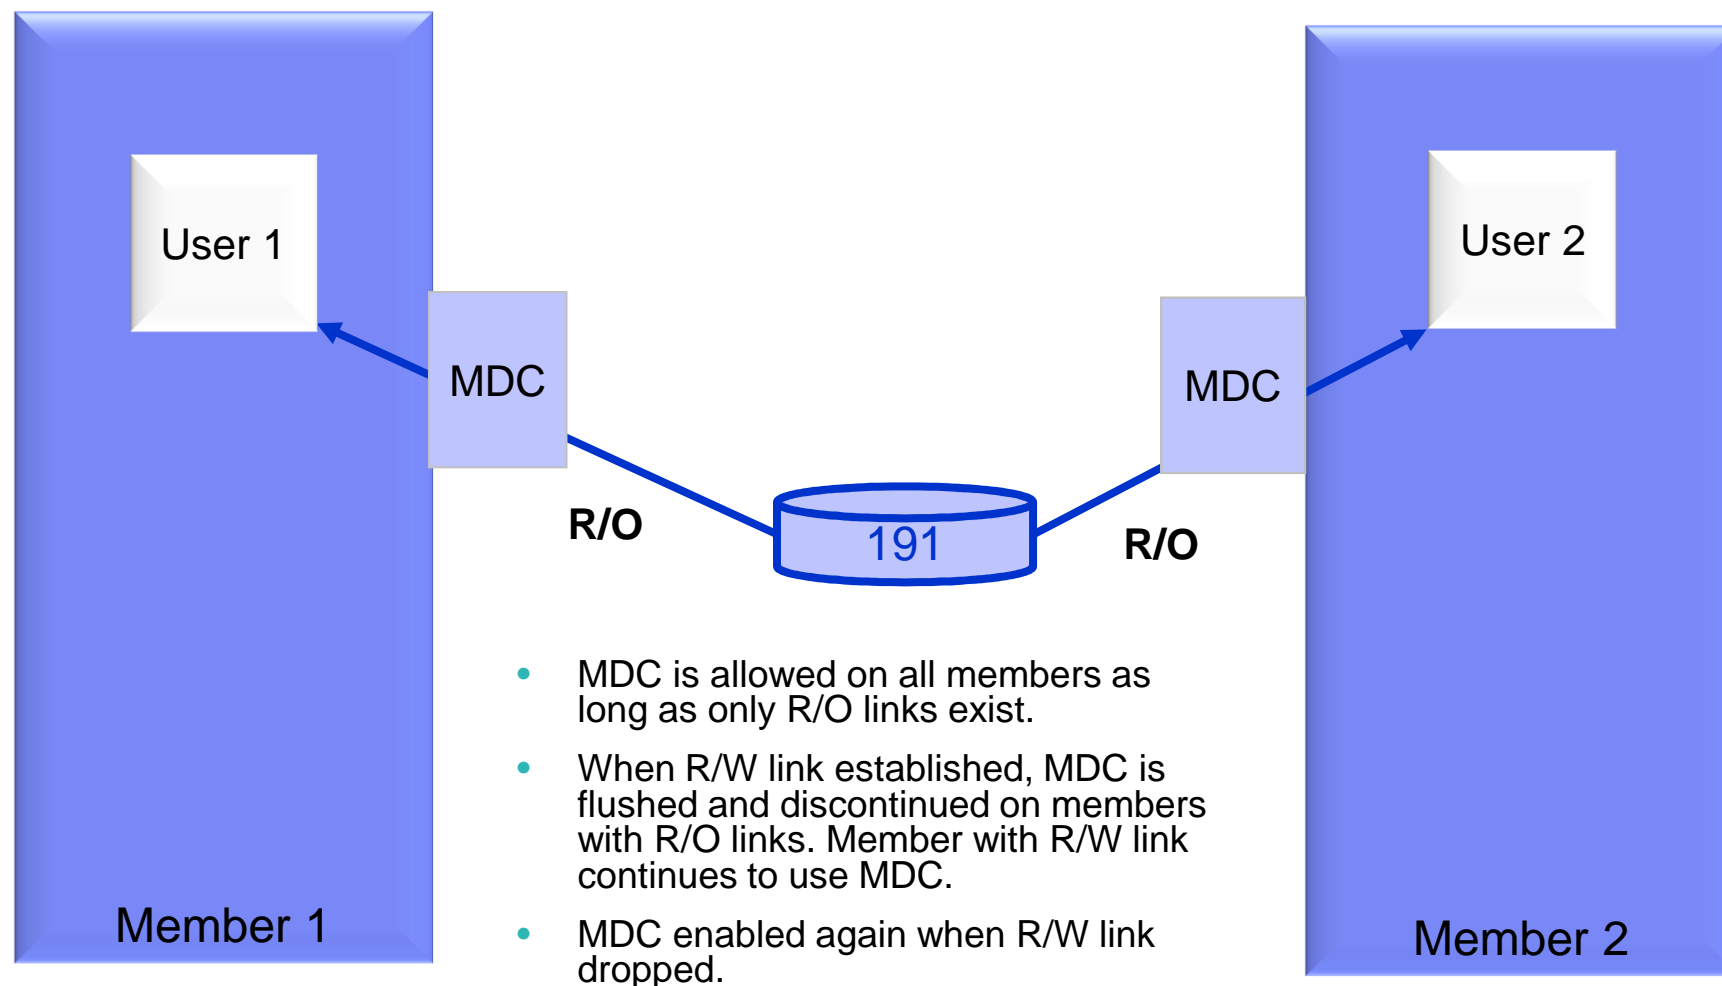 User 1
User 2
MDC
MDC
R/O
191
R/O
• MDC is allowed on all members as
long as only R/O links exist.
• When R/W link established, MDC is
flushed and discontinued on members
with R/O links. Member with R/W link
continues to use MDC.
• MDC enabled again when R/W link
dropped.
Member 1
Member 2